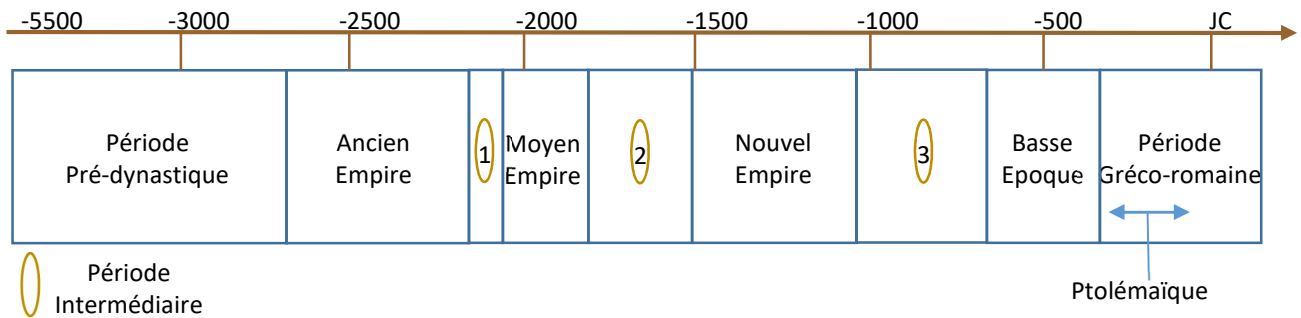 -5500 -3000 -2500 -2000 -1500 -1000 -500 JC
Période
Pré-dynastique
Ancien
Empire
1
Moyen
Empire
2
Nouvel
Empire
3
Basse
Epoque
Période
Gréco-romaine
Période
Intermédiaire
Ptolémaïque